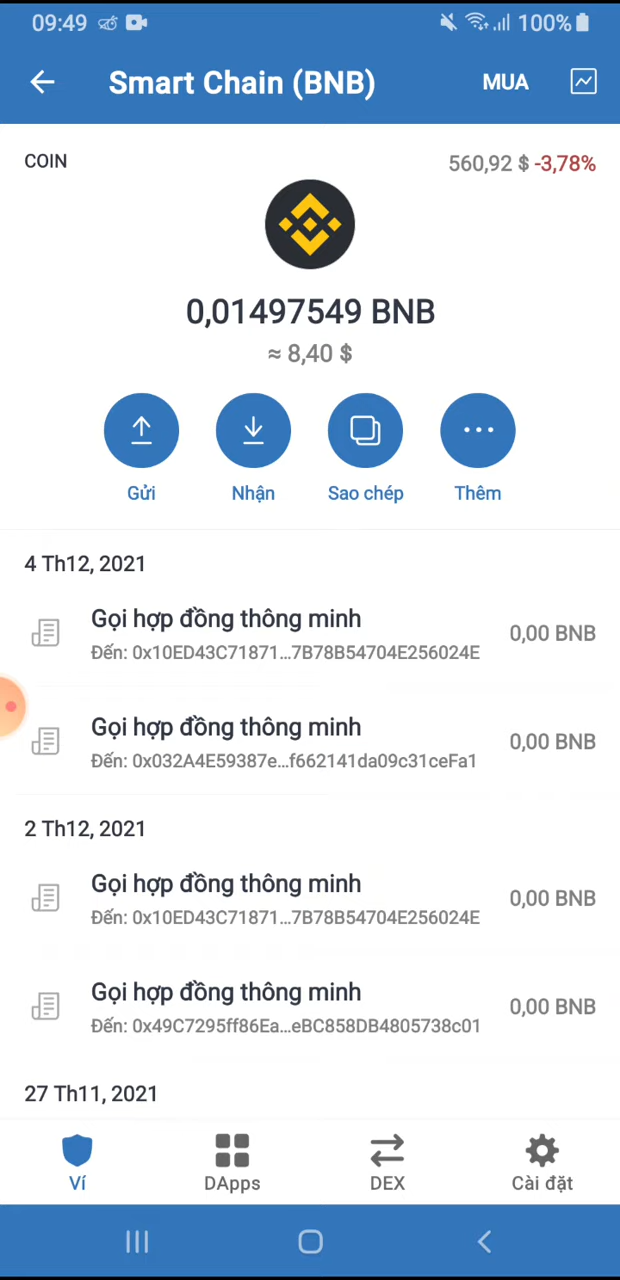 09:49 100%
Smart Chain (BNB) MUA
COIN 560,92 $ -3,78%
0,01497549 BNB
≈ 8,40 $
Gửi Nhận Sao chép Thêm
4 Th12, 2021
Gọi hợp đồng thông minh
0,00 BNB
Đến: 0x10ED43C71871...7B78B54704E256024E
Gọi hợp đồng thông minh
0,00 BNB
Đến: 0x032A4E59387e...f662141da09c31ceFa1
2 Th12, 2021
Gọi hợp đồng thông minh
0,00 BNB
Đến: 0x10ED43C71871...7B78B54704E256024E
Gọi hợp đồng thông minh
0,00 BNB
Đến: 0x49C7295ff86Ea...eBC858DB4805738c01
27 Th11, 2021
Ví DApps DEX Cài đặt